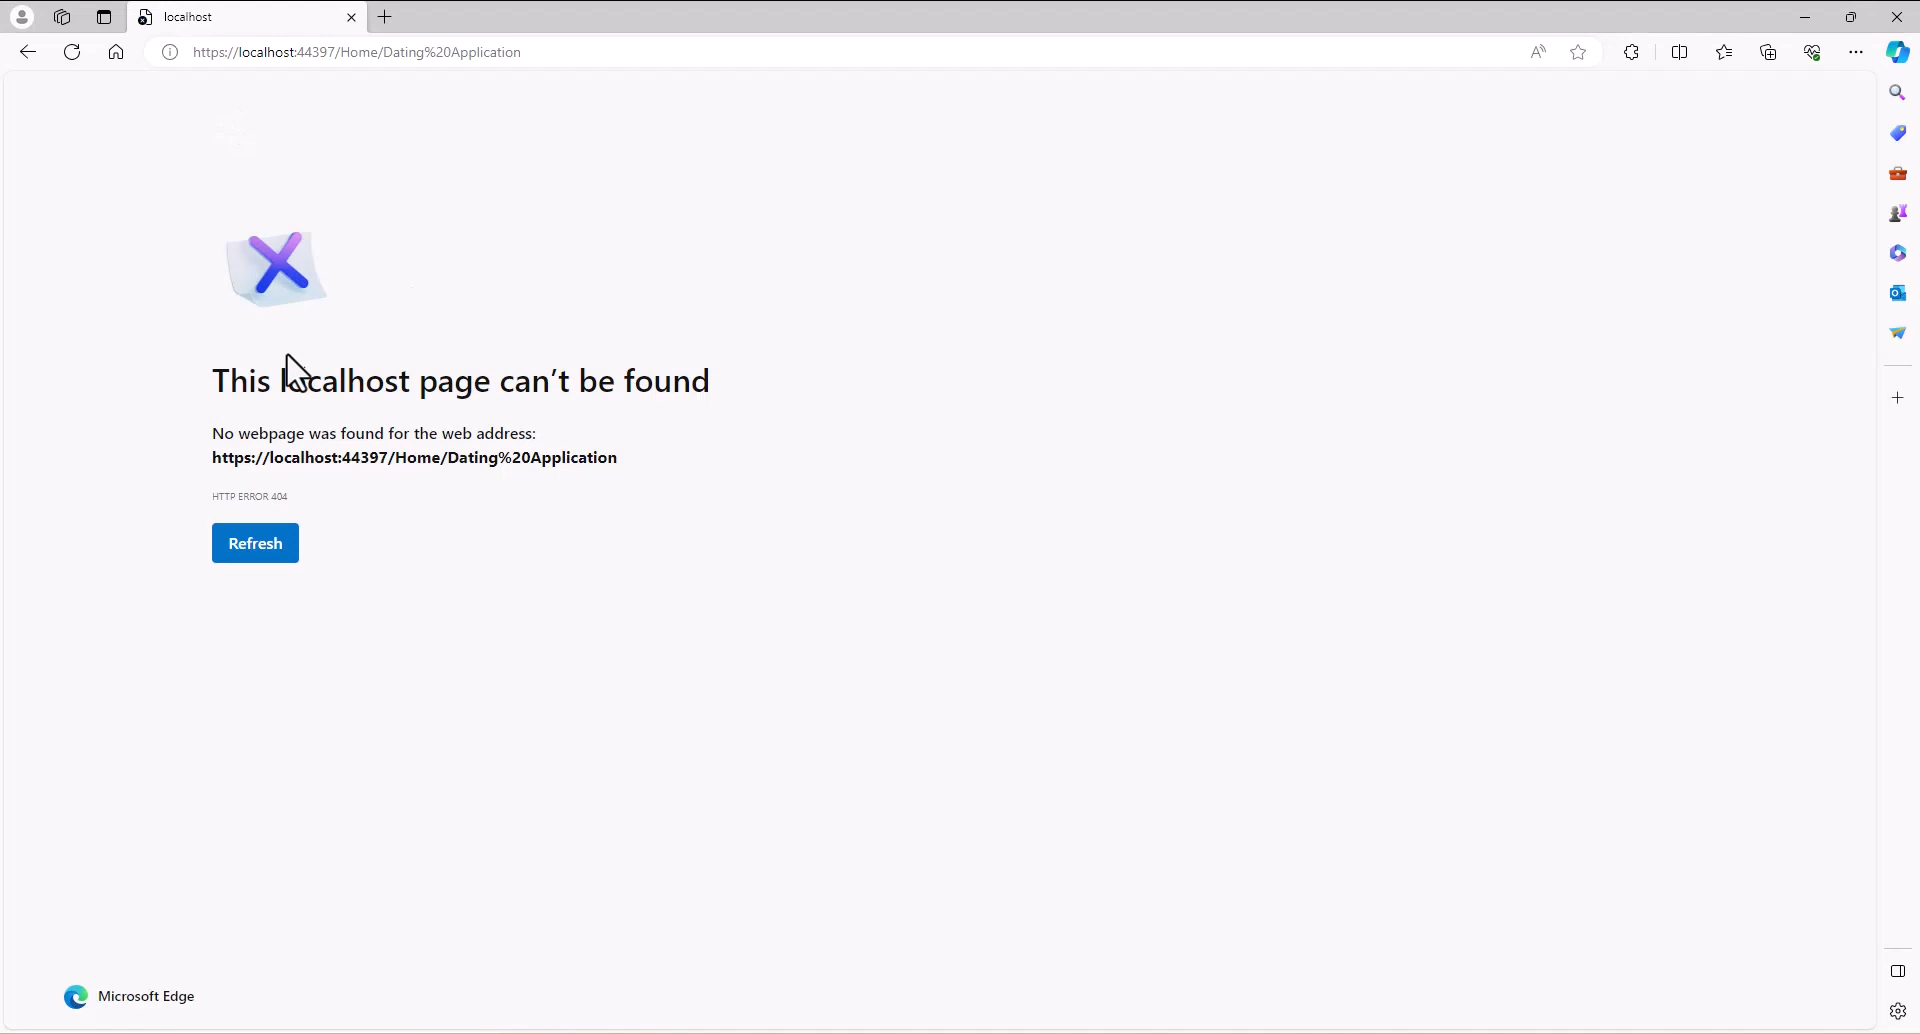 localhost
https://localhost:44397/Home/Dating%20Application
This localhost page can't be found
No webpage was found for the web address:
https://localhost:44397/Home/Dating%20Application
HTTP ERROR 404
Refresh
Microsoft Edge